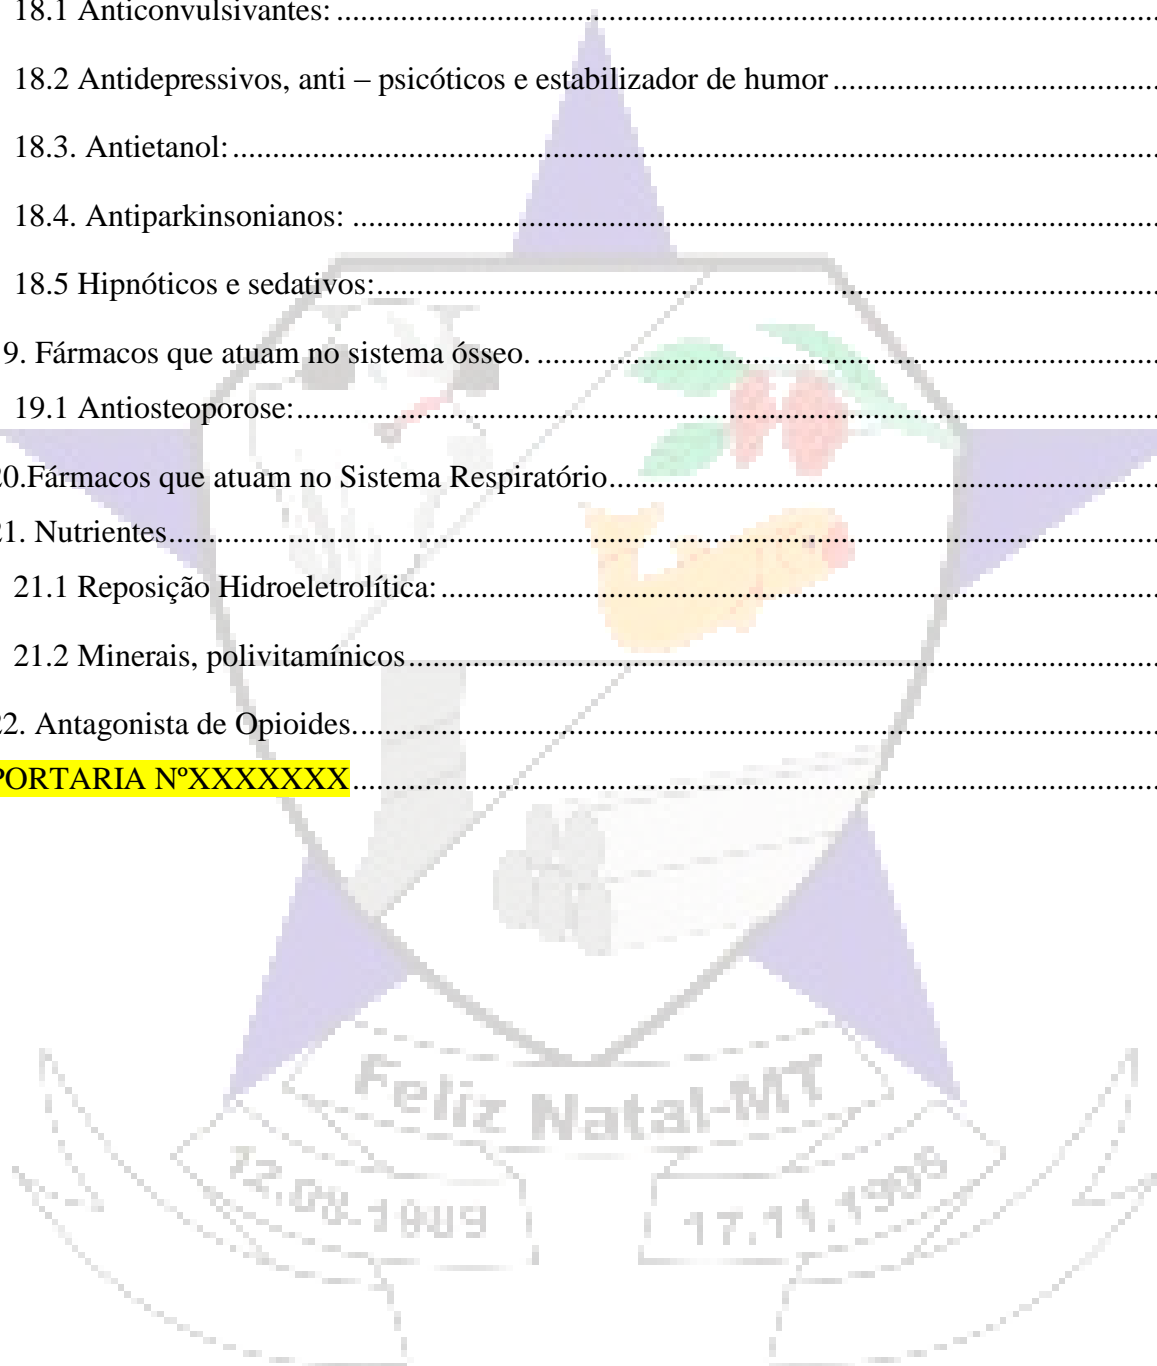 18.1 Anticonvulsivantes:
18.2 Antidepressivos, anti – psicóticos e estabilizador de humor
18.3. Antietanol:
18.4. Antiparkinsonianos:
18.5 Hipnóticos e sedativos:
9. Fármacos que atuam no sistema ósseo.
19.1 Antiosteoporose:
20.Fármacos que atuam no Sistema Respiratório
21. Nutrientes
21.1 Reposição Hidroeletrolítica:
21.2 Minerais, polivitamínicos
22. Antagonista de Opioides.
PORTARIA NºXXXXXXX
Feliz Natal-MT
17.11.